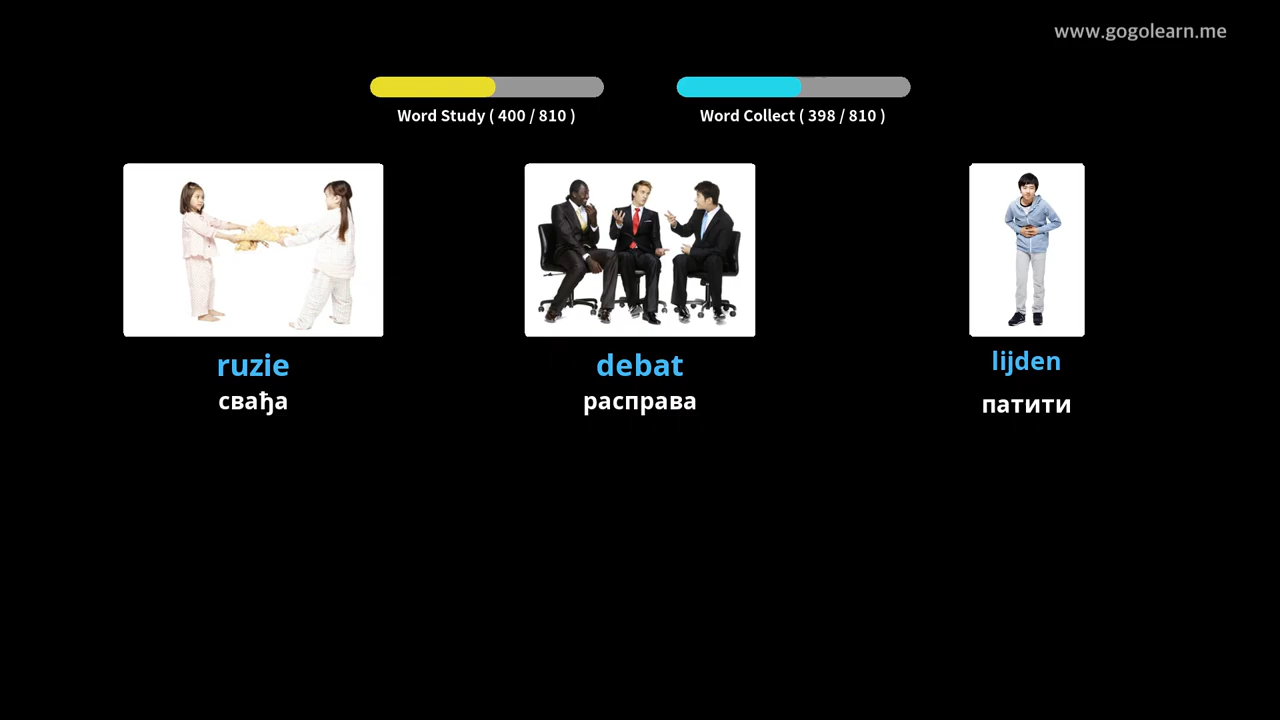 www.gogolearn.me
Word Study ( 400 / 810 )
Word Collect ( 398 / 810 )
ruzie
свађа
debat
расправа
lijden
патити